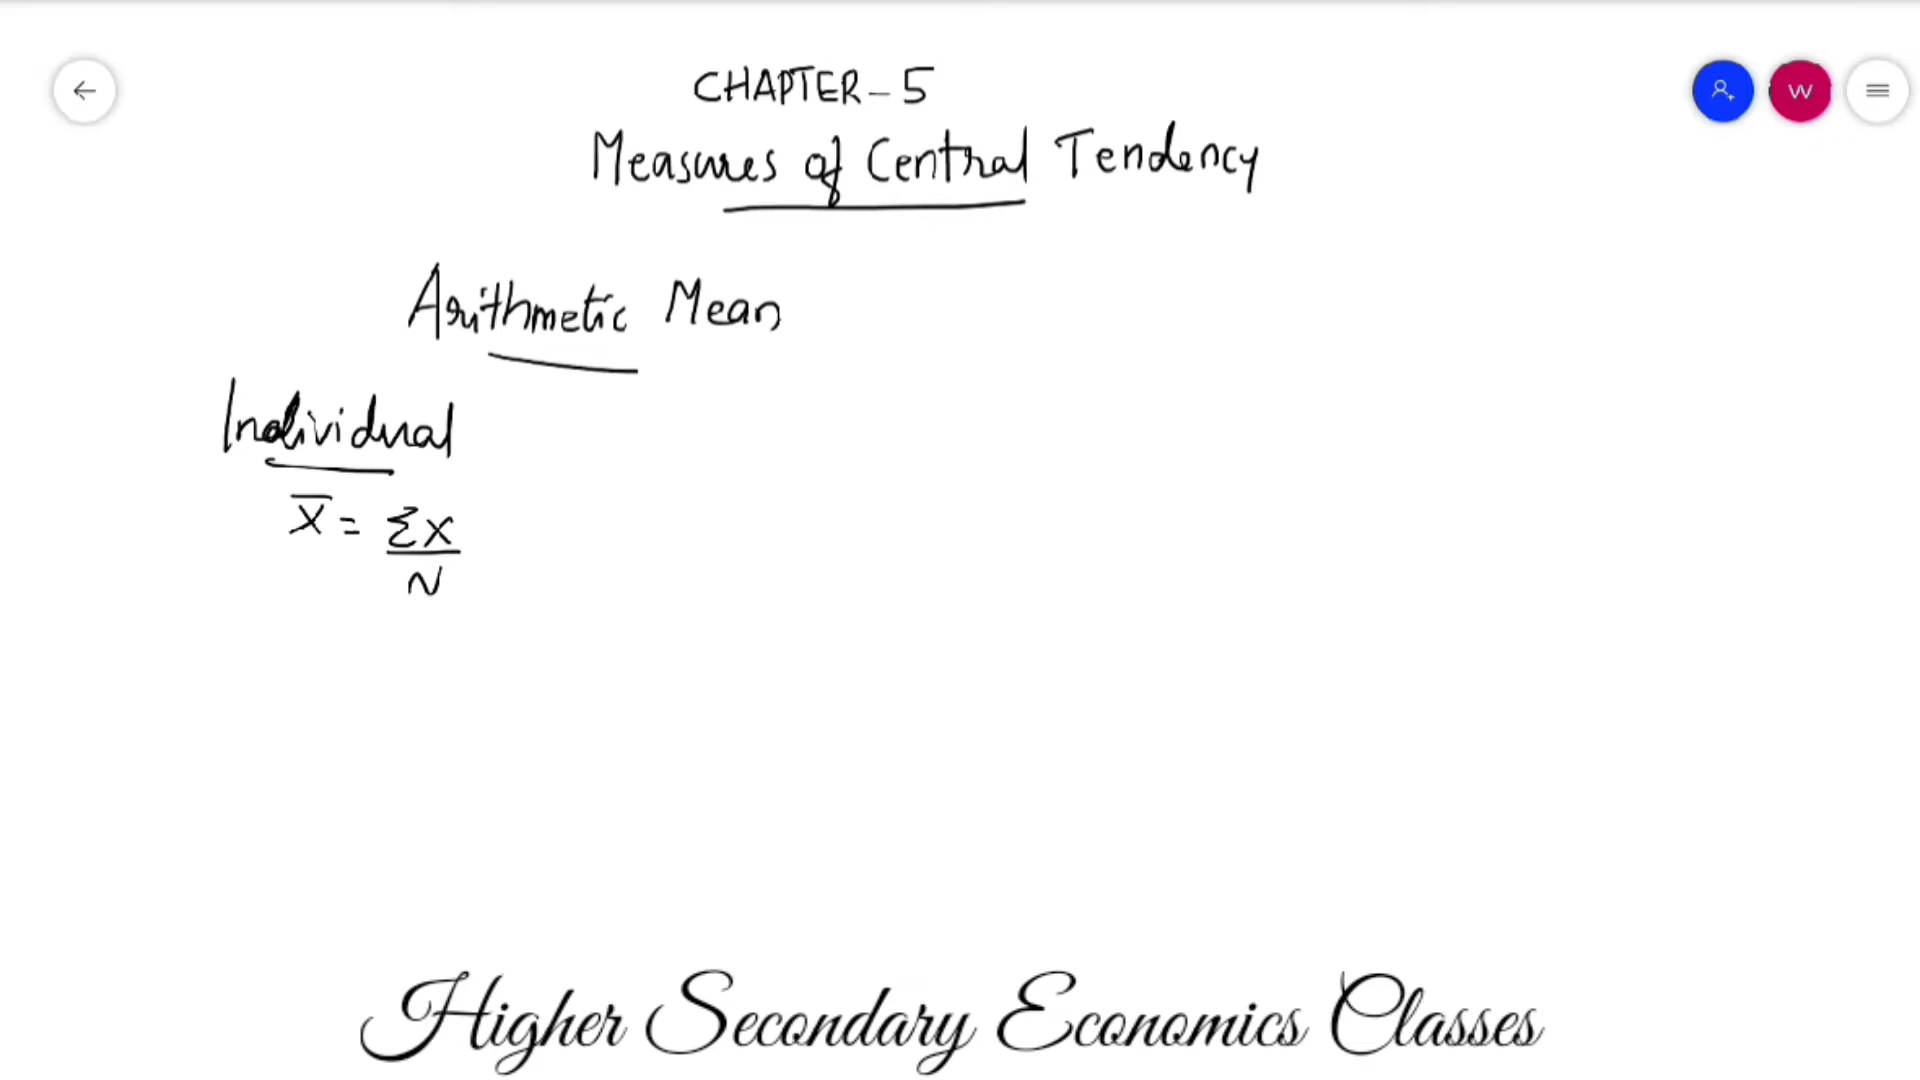 CHAPTER - 5
W
Measures of Central Tendency
Arithmetic Mean
Individual
X̄ = ΣX
N
Higher Secondary Economics Classes